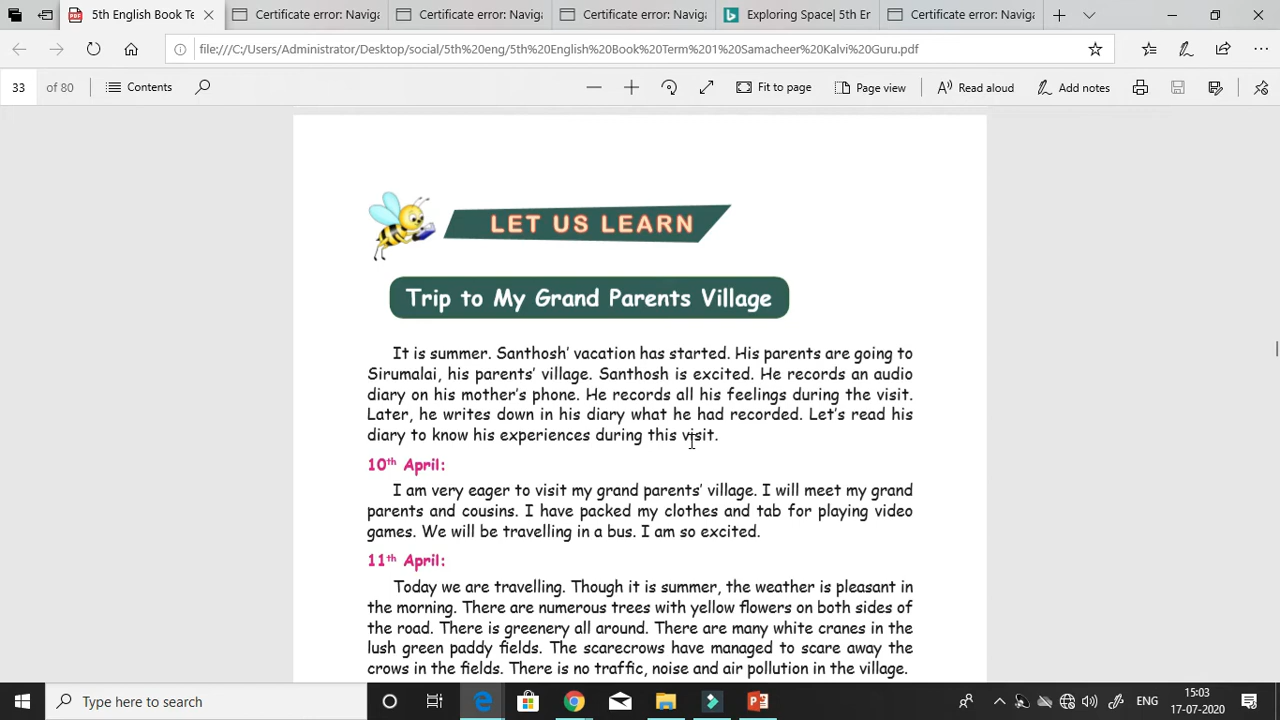 5th English Book Te
Certificate error: Naviga
Certificate error: Naviga
Certificate error: Naviga
Exploring Space| 5th Er
Certificate error: Naviga
file:///C:/Users/Administrator/Desktop/social/5th%20eng/5th%20English%20Book%20Term%201%20Samacheer%20Kalvi%20Guru.pdf
33 of 80 Contents Fit to page Page view Read aloud Add notes
LET US LEARN
Trip to My Grand Parents Village
It is summer. Santhosh' vacation has started. His parents are going to
Sirumalai, his parents' village. Santhosh is excited. He records an audio
diary on his mother's phone. He records all his feelings during the visit.
Later, he writes down in his diary what he had recorded. Let's read his
diary to know his experiences during this visit.
10th April:
I am very eager to visit my grand parents' village. I will meet my grand
parents and cousins. I have packed my clothes and tab for playing video
games. We will be travelling in a bus. I am so excited.
11th April:
Today we are travelling. Though it is summer, the weather is pleasant in
the morning. There are numerous trees with yellow flowers on both sides of
the road. There is greenery all around. There are many white cranes in the
lush green paddy fields. The scarecrows have managed to scare away the
crows in the fields. There is no traffic, noise and air pollution in the village.
Type here to search
ENG
15:03
17-07-2020